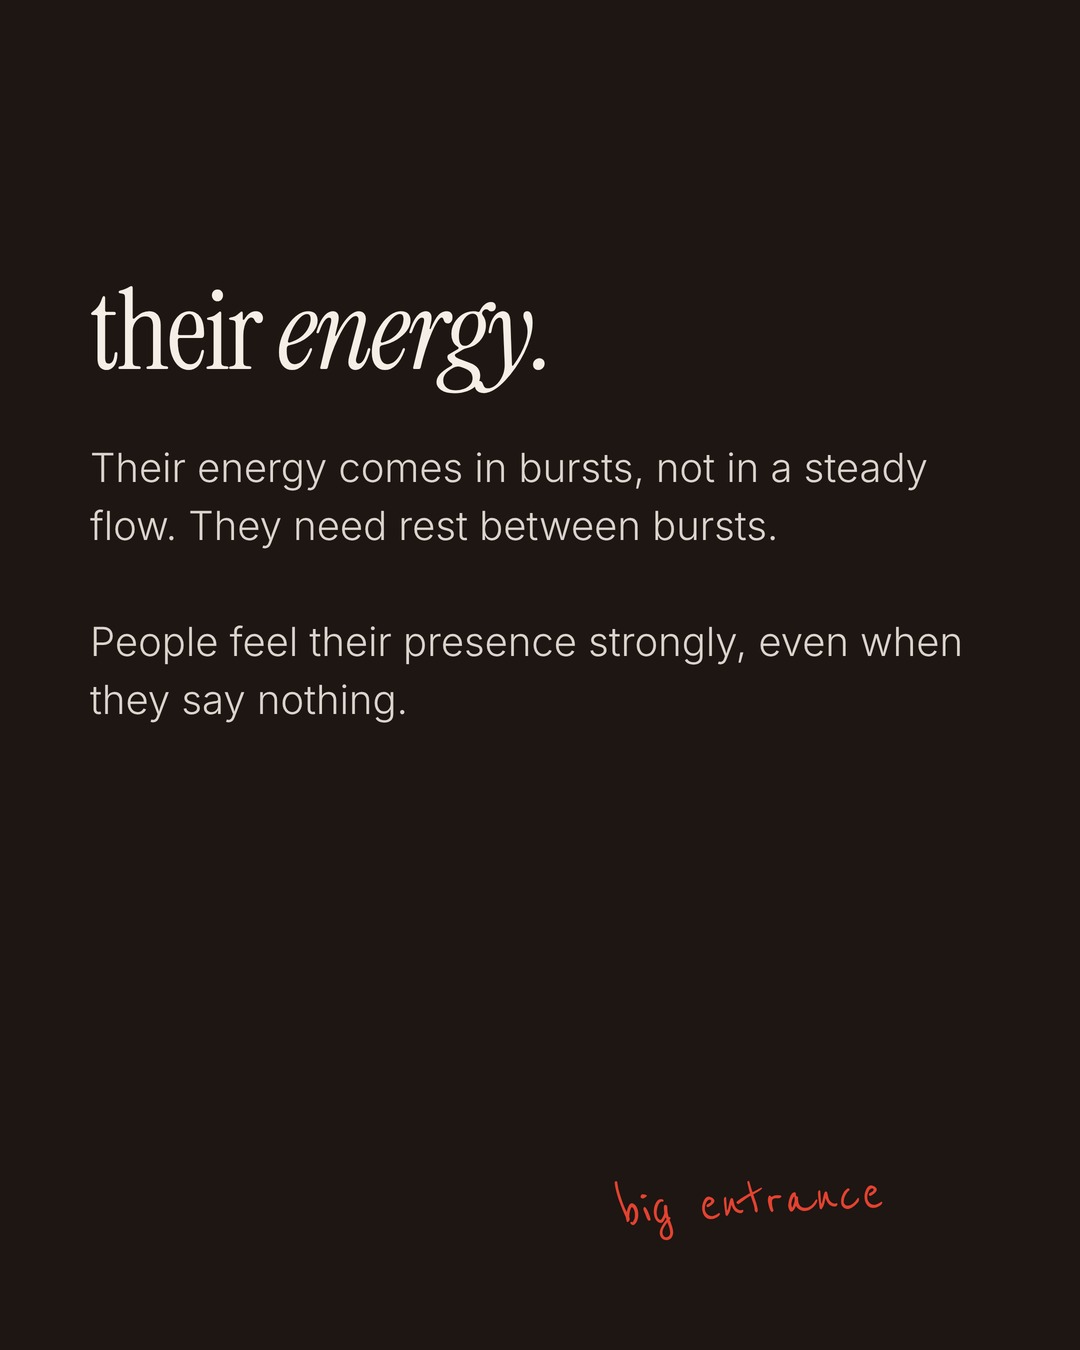 their energy.
Their energy comes in bursts, not in a steady
flow. They need rest between bursts.
People feel their presence strongly, even when
they say nothing.
big entrance